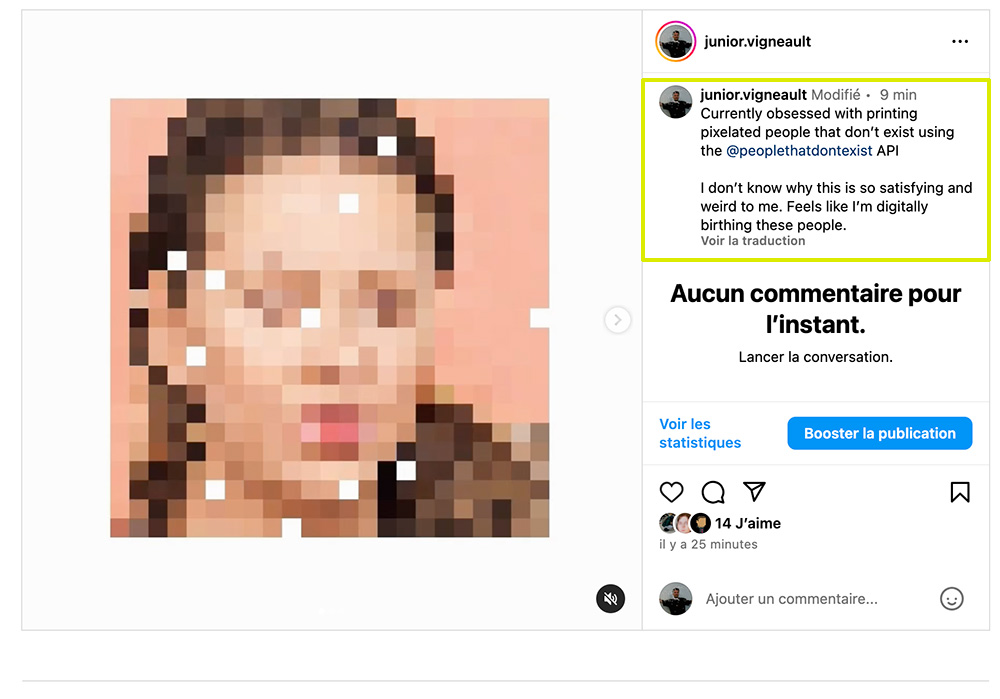 junior.vigneault
junior.vigneault Modifié • 9 min
Currently obsessed with printing
pixelated people that don’t exist using
the @peoplethatdontexist API
I don’t know why this is so satisfying and
weird to me. Feels like I’m digitally
birthing these people.
Voir la traduction
Aucun commentaire pour
l’instant.
Lancer la conversation.
Voir les
statistiques
Booster la publication
14 J’aime
il y a 25 minutes
Ajouter un commentaire...